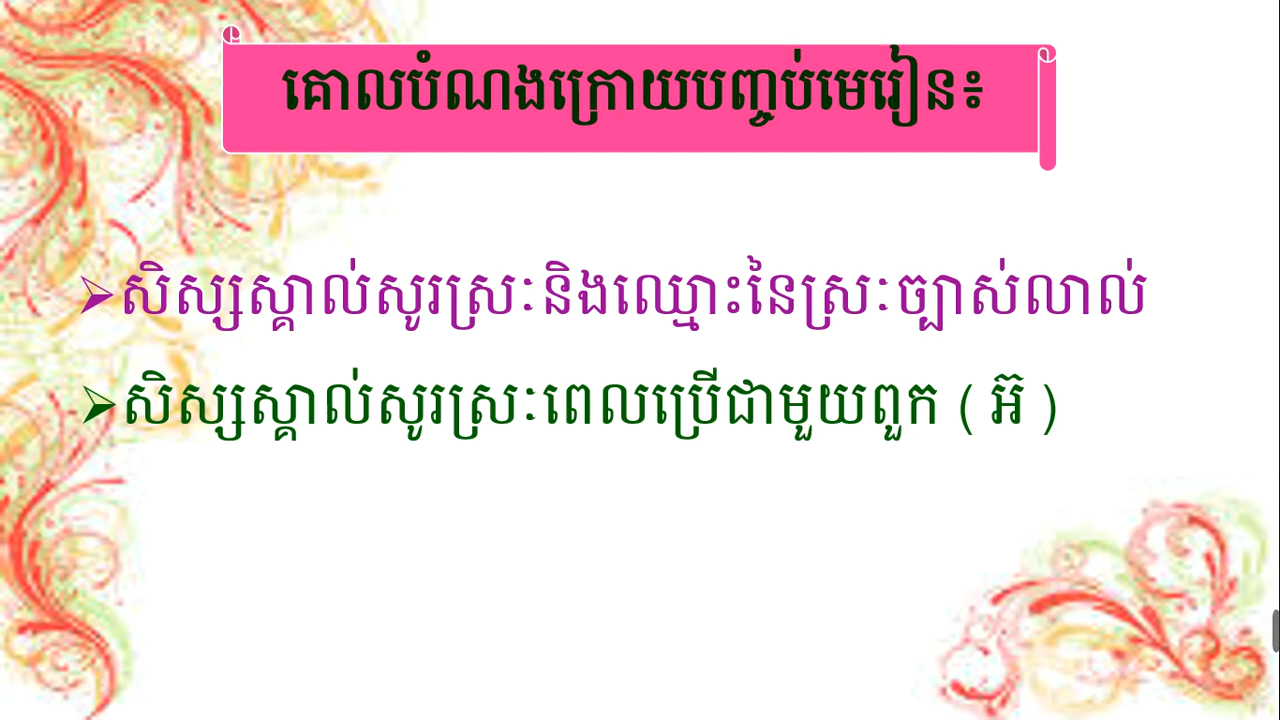 គោលបំណងក្រោយបញ្ចប់មេរៀន៖
➢សិស្សស្គាល់សូរស្រៈនិងឈ្មោះនៃស្រៈច្បាស់លាល់
➢សិស្សស្គាល់សូរស្រៈពេលប្រើជាមួយពួក ( អ៊ )